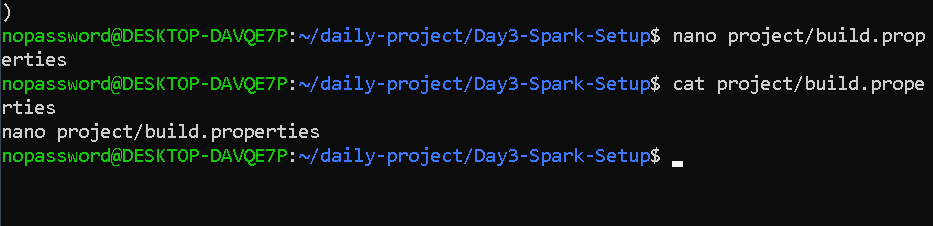 )
nopassword@DESKTOP-DAVQE7P:~/daily-project/Day3-Spark-Setup$ nano project/build.prop
erties
nopassword@DESKTOP-DAVQE7P:~/daily-project/Day3-Spark-Setup$ cat project/build.prope
rties
nano project/build.properties
nopassword@DESKTOP-DAVQE7P:~/daily-project/Day3-Spark-Setup$